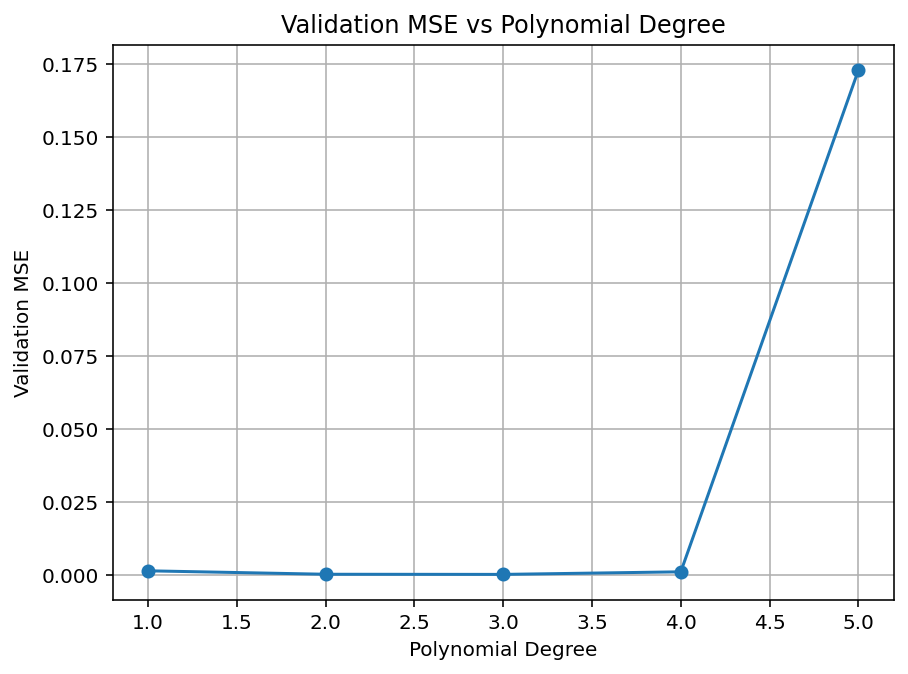 Validation MSE vs Polynomial Degree
0.175
0.150
0.125
0.100
0.075
0.050
0.025
0.000
Validation MSE
1.0 1.5 2.0 2.5 3.0 3.5 4.0 4.5 5.0
Polynomial Degree